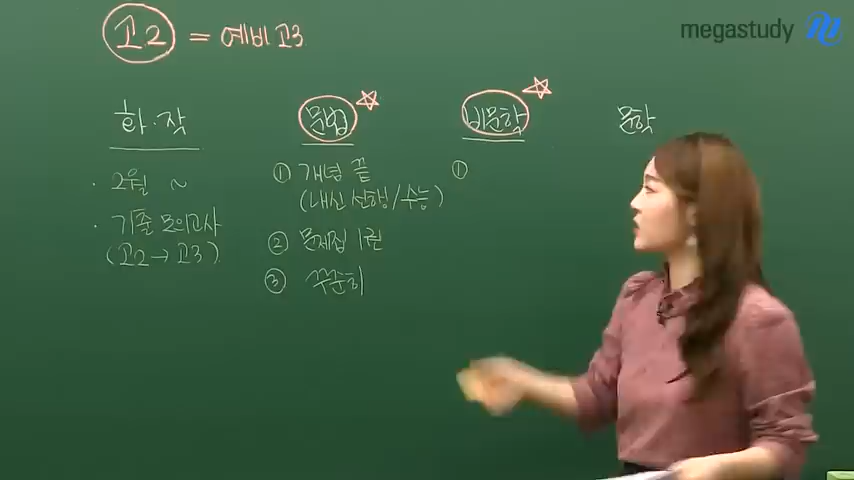 고2 = 예비 고3
megastudy
화·작
· 2월 ~
· 기출 모의고사
(고2 → 고3)
문법 ☆
① 개념 끝
(내신 선행/수능)
② 문제집 1권
③ 꾸준히
비문학 ☆
①
문학